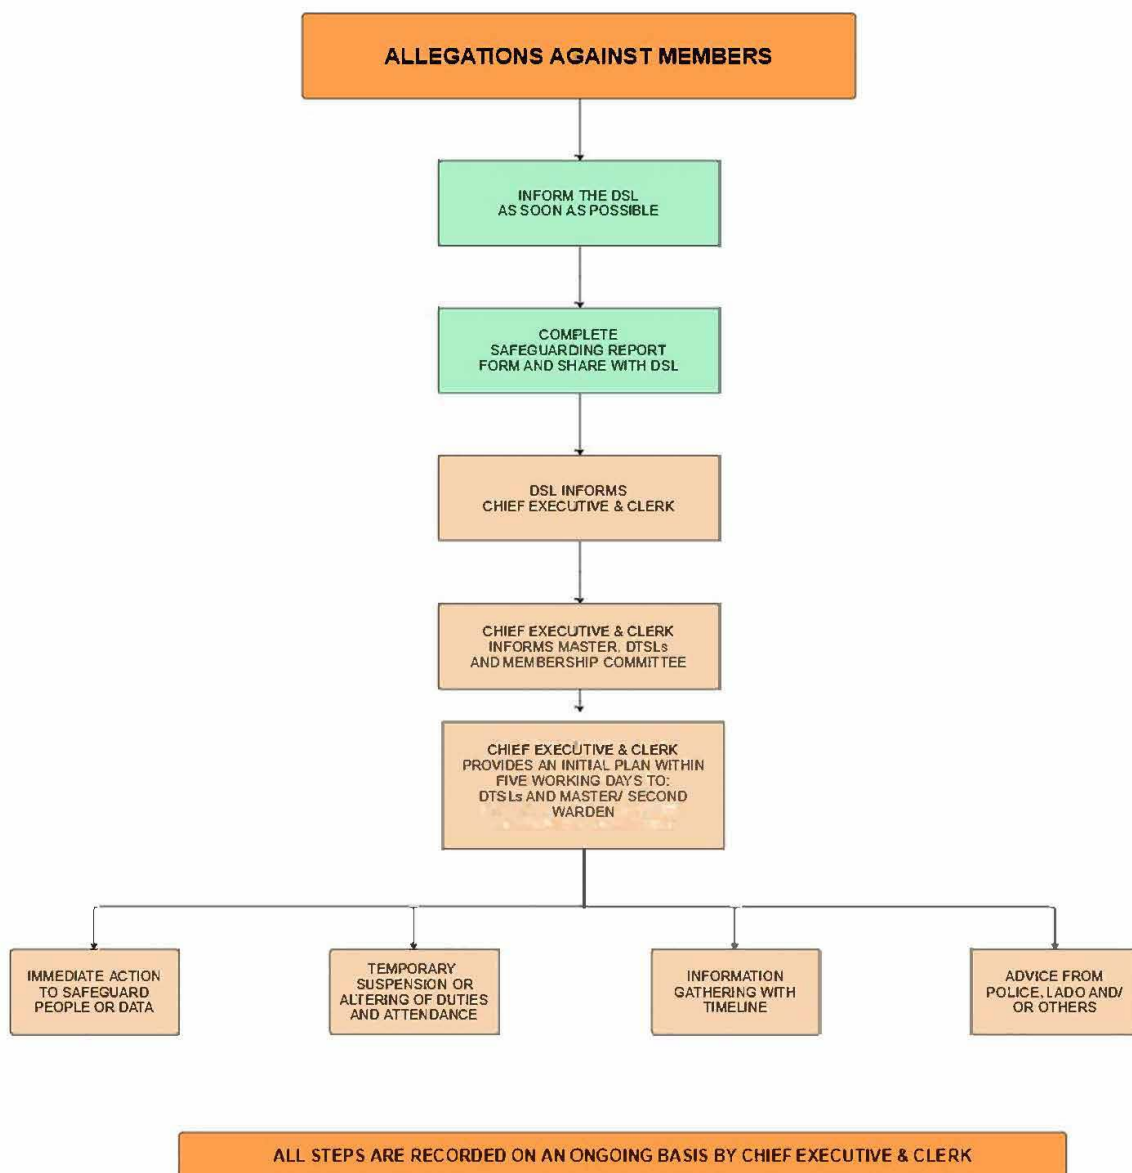 ALLEGATIONS AGAINST MEMBERS
INFORM THE DSL
AS SOON AS POSSIBLE
COMPLETE
SAFEGUARDING REPORT
FORM AND SHARE WITH DSL
DSL INFORMS
CHIEF EXECUTIVE & CLERK
CHIEF EXECUTIVE & CLERK
INFORMS MASTER, DTSLs
AND MEMBERSHIP COMMITTEE
CHIEF EXECUTIVE & CLERK
PROVIDES AN INITIAL PLAN WITHIN
FIVE WORKING DAYS TO:
DTSLs AND MASTER/ SECOND
WARDEN
IMMEDIATE ACTION
TO SAFEGUARD
PEOPLE OR DATA
TEMPORARY
SUSPENSION OR
ALTERING OF DUTIES
AND ATTENDANCE
INFORMATION
GATHERING WITH
TIMELINE
ADVICE FROM
POLICE, LADO AND/
OR OTHERS
ALL STEPS ARE RECORDED ON AN ONGOING BASIS BY CHIEF EXECUTIVE & CLERK